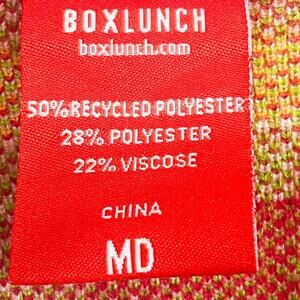 BOXLUNCH
boxlunch.com
50% RECYCLED POLYESTER
28% POLYESTER
22% VISCOSE
CHINA
MD